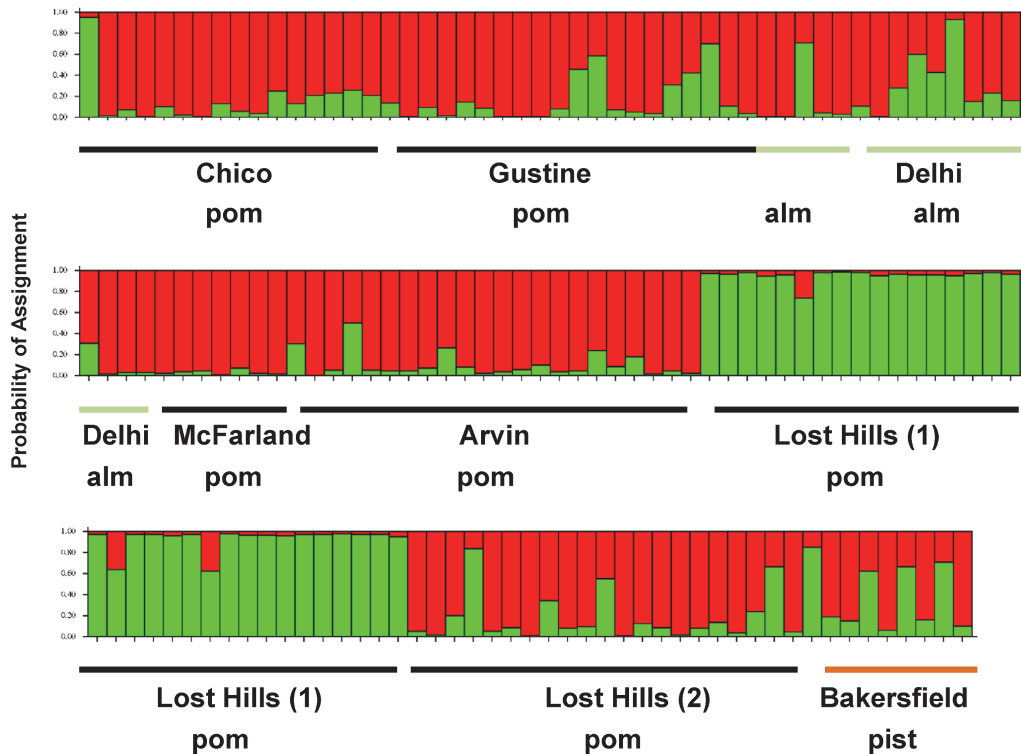 Probability of Assignment
1.00
0.80
0.60
0.40
0.20
0.00
Chico Gustine Delhi
pom pom alm alm
1.00
0.80
0.60
0.40
0.20
0.00
Delhi McFarland Arvin Lost Hills (1)
alm pom pom pom
1.00
0.80
0.60
0.40
0.20
0.00
Lost Hills (1) Lost Hills (2) Bakersfield
pom pom pist